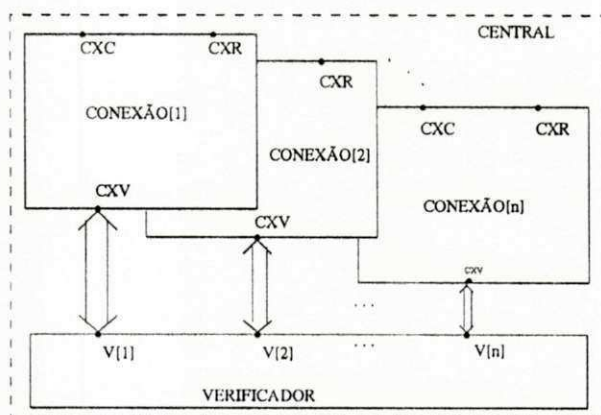 CENTRAL
CXC CXR
CXR
CXC CXR
CONEXÃO[1]
CONEXÃO[2]
CONEXÃO[n]
CXV
CXV
CXV
...
...
V[1] V[2] V[n]
VERIFICADOR